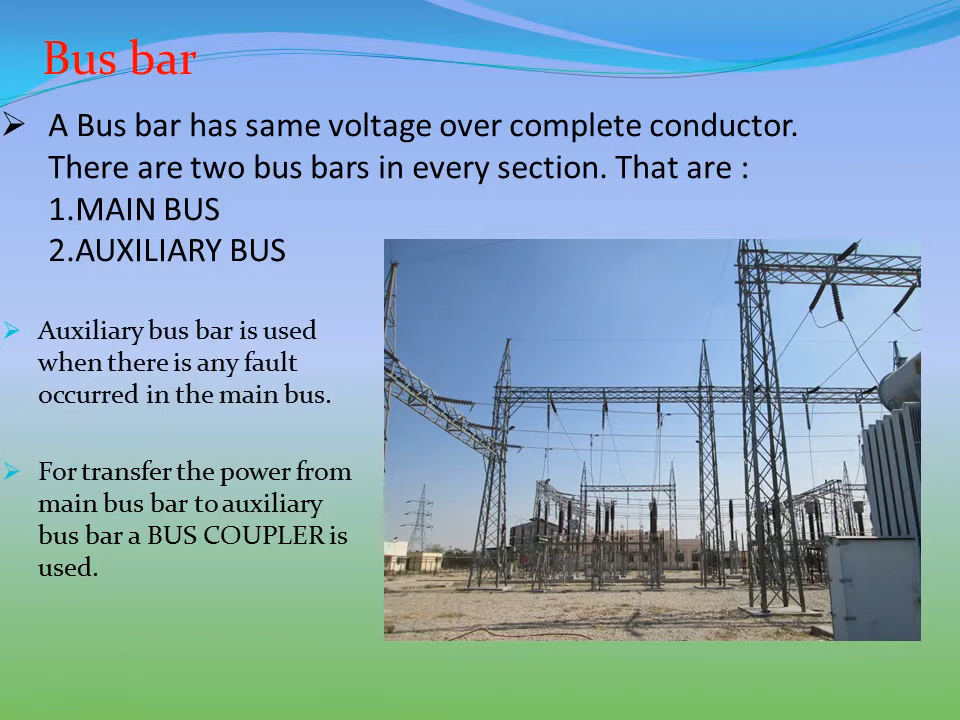 Bus bar
A Bus bar has same voltage over complete conductor.
There are two bus bars in every section. That are :
1.MAIN BUS
2.AUXILIARY BUS
Auxiliary bus bar is used
when there is any fault
occurred in the main bus.
For transfer the power from
main bus bar to auxiliary
bus bar a BUS COUPLER is
used.